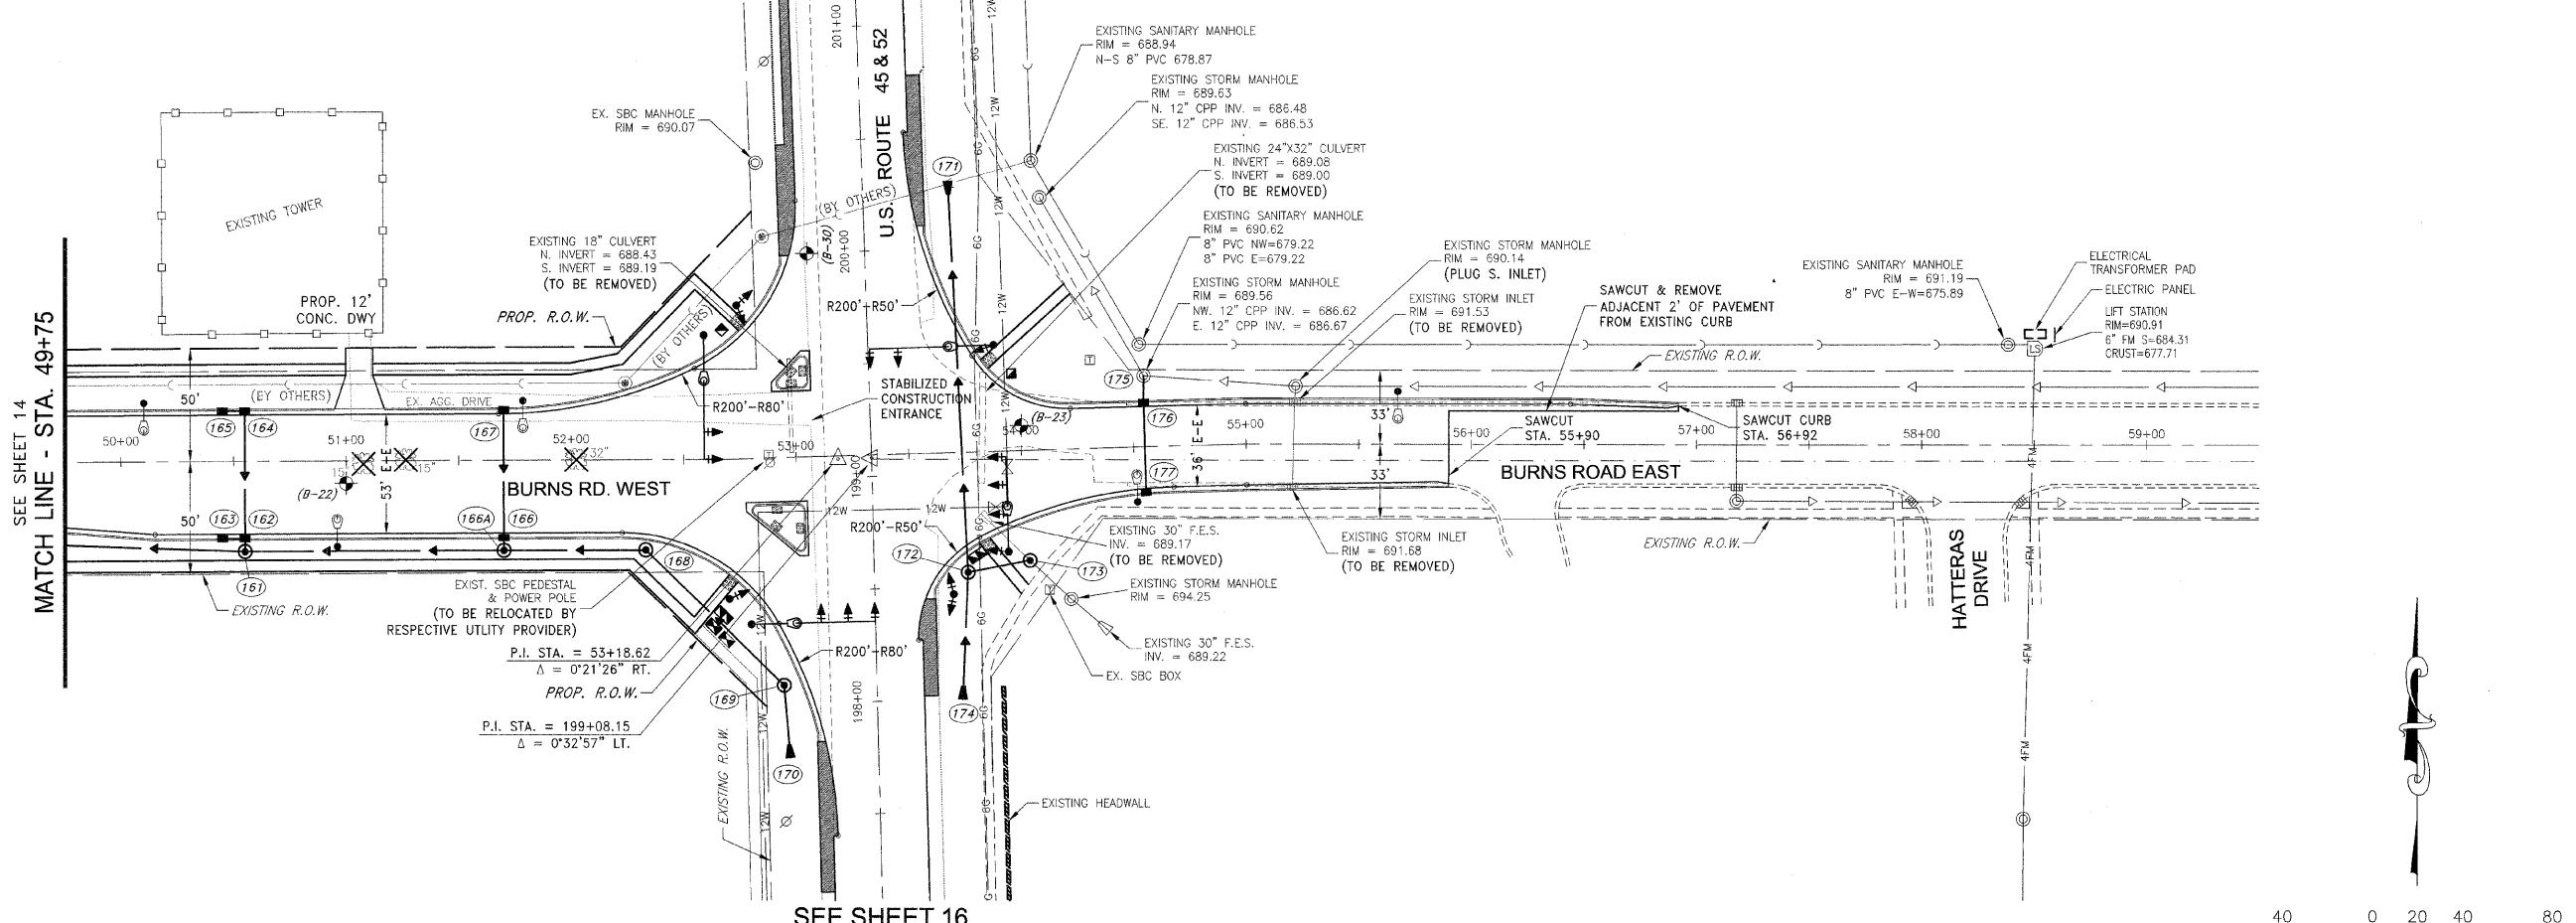 201+00
U.S. ROUTE 45 & 52
200+00
(B-30)
12W
6G
EXISTING SANITARY MANHOLE
RIM = 688.94
N-S 8" PVC 678.87
EXISTING STORM MANHOLE
RIM = 689.63
N. 12" CPP INV. = 686.48
SE. 12" CPP INV. = 686.53
EXISTING 24"X32" CULVERT
N. INVERT = 689.08
S. INVERT = 689.00
(TO BE REMOVED)
EXISTING SANITARY MANHOLE
RIM = 690.62
8" PVC NW=679.22
8" PVC E=679.22
EXISTING STORM MANHOLE
RIM = 689.56
NW. 12" CPP INV. = 686.62
E. 12" CPP INV. = 686.67
EXISTING STORM MANHOLE
RIM = 690.14
(PLUG S. INLET)
EXISTING STORM INLET
RIM = 691.53
(TO BE REMOVED)
SAWCUT & REMOVE
ADJACENT 2' OF PAVEMENT
FROM EXISTING CURB
EXISTING SANITARY MANHOLE
RIM = 691.19
8" PVC E-W=675.89
ELECTRICAL
TRANSFORMER PAD
ELECTRIC PANEL
LIFT STATION
RIM=690.91
6" FM S=684.31
CRUST=677.71
LS
EX. SBC MANHOLE
RIM = 690.07
EXISTING TOWER
PROP. 12'
CONC. DWY
EXISTING 18" CULVERT
N. INVERT = 688.43
S. INVERT = 689.19
(TO BE REMOVED)
PROP. R.O.W.
(BY OTHERS)
(BY OTHERS)
(BY OTHERS)
171
R200'-R50'
R200'-R80'
STABILIZED
CONSTRUCTION
ENTRANCE
EX. AGG. DRIVE
SEE SHEET 14
MATCH LINE - STA. 49+75
50'
50'
53' E-E
165
164
167
175
176
177
(B-22)
(B-23)
50+00
51+00
52+00
53+00
54+00
55+00
56+00
57+00
58+00
59+00
15"
15"
32"
199+00
BURNS RD. WEST
BURNS ROAD EAST
36' E-E
33'
33'
EXISTING R.O.W.
SAWCUT
STA. 55+90
SAWCUT CURB
STA. 56+92
163
162
166A
166
161
168
172
173
169
170
174
R200'-R50'
R200'-R80'
12W
12W
EXISTING R.O.W.
EXIST. SBC PEDESTAL
& POWER POLE
(TO BE RELOCATED BY
RESPECTIVE UTLITY PROVIDER)
P.I. STA. = 53+18.62
Δ = 0°21'26" RT.
PROP. R.O.W.
P.I. STA. = 199+08.15
Δ = 0°32'57" LT.
EXISTING R.O.W.
198+00
EXISTING 30" F.E.S.
INV. = 689.17
(TO BE REMOVED)
EXISTING STORM MANHOLE
RIM = 694.25
EXISTING 30" F.E.S.
INV. = 689.22
EX. SBC BOX
EXISTING STORM INLET
RIM = 691.68
(TO BE REMOVED)
EXISTING R.O.W.
HATTERAS
DRIVE
4FM
4FM
4FM
4FM
EXISTING HEADWALL
SEE SHEET 16
40 0 20 40 80